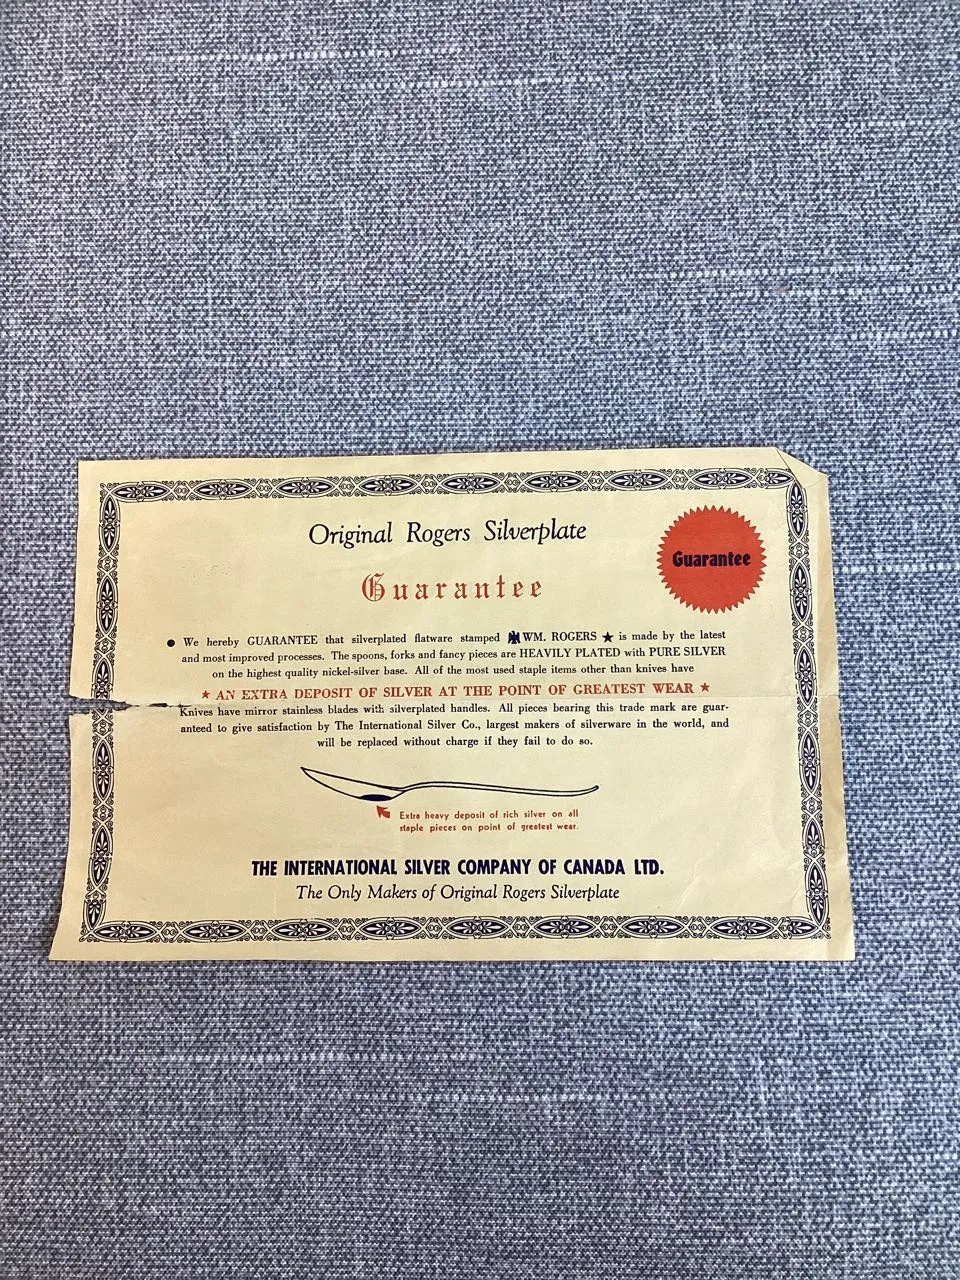 Original Rogers Silverplate
Guarantee
Guarantee
● We hereby GUARANTEE that silverplated flatware stamped WM. ROGERS ★ is made by the latest
and most improved processes. The spoons, forks and fancy pieces are HEAVILY PLATED with PURE SILVER
on the highest quality nickel-silver base. All of the most used staple items other than knives have
★ AN EXTRA DEPOSIT OF SILVER AT THE POINT OF GREATEST WEAR ★
Knives have mirror stainless blades with silverplated handles. All pieces bearing this trade mark are guar-
anteed to give satisfaction by The International Silver Co., largest makers of silverware in the world, and
will be replaced without charge if they fail to do so.
Extra heavy deposit of rich silver on all
staple pieces on point of greatest wear.
THE INTERNATIONAL SILVER COMPANY OF CANADA LTD.
The Only Makers of Original Rogers Silverplate